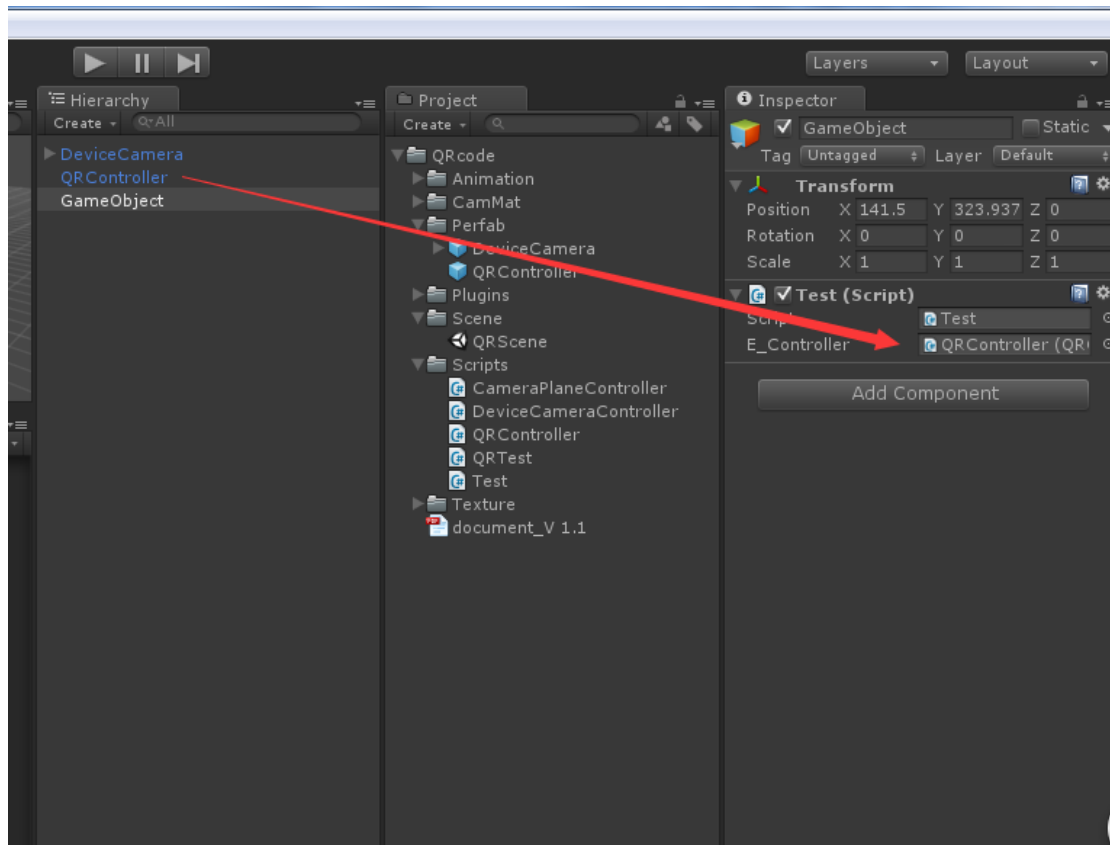 Layers
Layout
Hierarchy
Create
All
DeviceCamera
QRController
GameObject
Project
Create
QRcode
Animation
CamMat
Perfab
DeviceCamera
QRController
Plugins
Scene
QRScene
Scripts
CameraPlaneController
DeviceCameraController
QRController
QRTest
Test
Texture
document_V 1.1
Inspector
GameObject
Static
Tag Untagged Layer Default
Transform
Position X 141.5 Y 323.937 Z 0
Rotation X 0 Y 0 Z 0
Scale X 1 Y 1 Z 1
Test (Script)
Script Test
E_Controller QRController (QR
Add Component